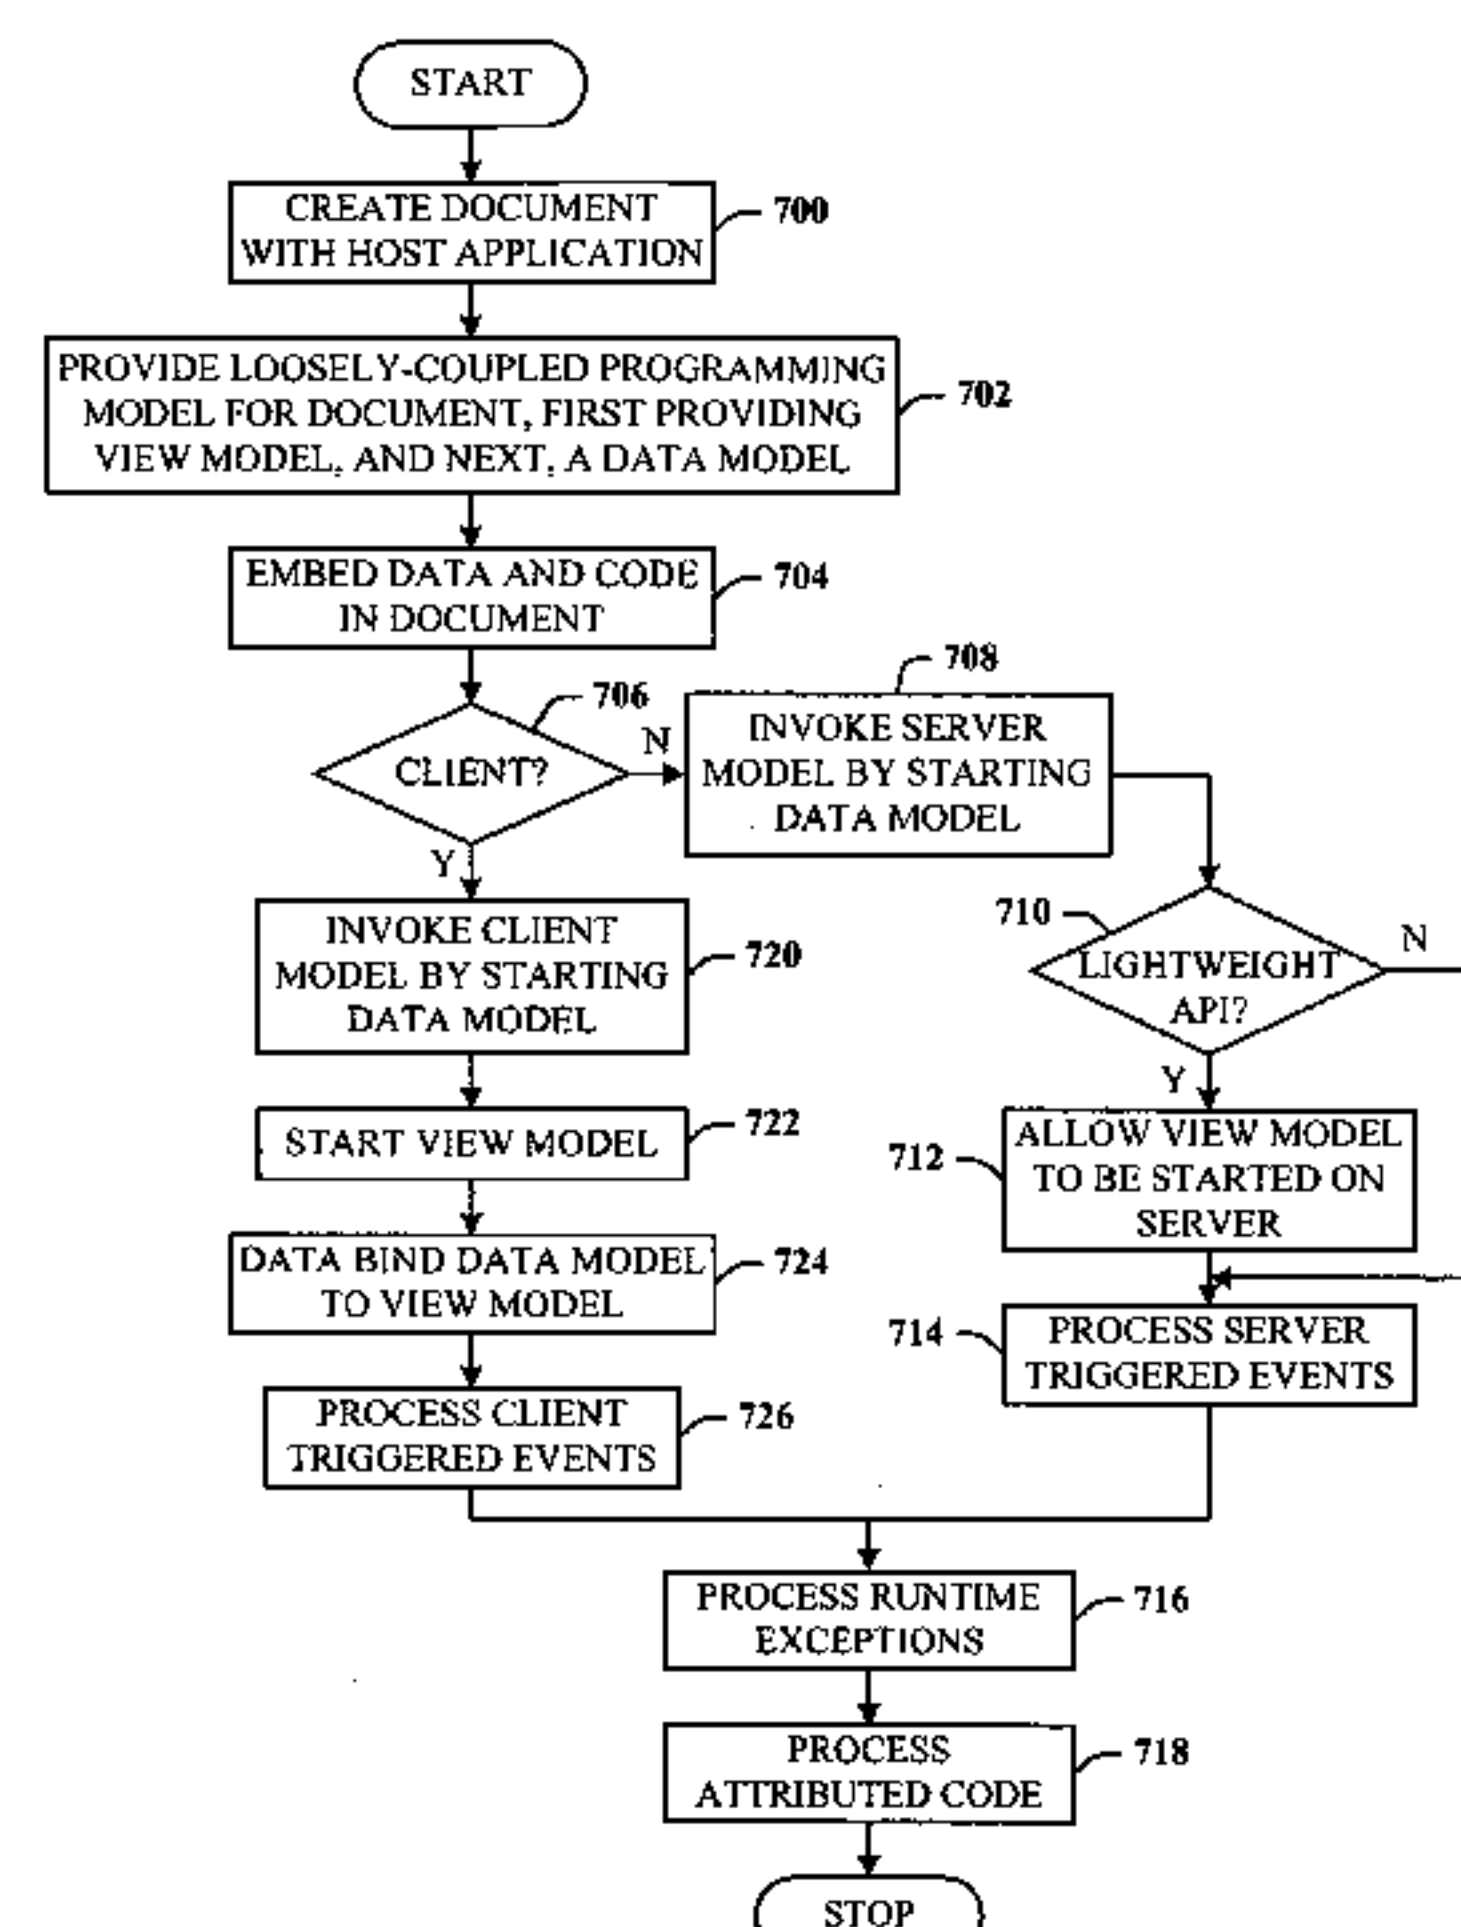 START
CREATE DOCUMENT
WITH HOST APPLICATION
700
PROVIDE LOOSELY-COUPLED PROGRAMMING
MODEL FOR DOCUMENT, FIRST PROVIDING
VIEW MODEL, AND NEXT, A DATA MODEL
702
EMBED DATA AND CODE
IN DOCUMENT
704
CLIENT?
706
N
Y
INVOKE SERVER
MODEL BY STARTING
DATA MODEL
708
LIGHTWEIGHT
API?
710
N
Y
INVOKE CLIENT
MODEL BY STARTING
DATA MODEL
720
START VIEW MODEL
722
ALLOW VIEW MODEL
TO BE STARTED ON
SERVER
712
DATA BIND DATA MODEL
TO VIEW MODEL
724
PROCESS SERVER
TRIGGERED EVENTS
714
PROCESS CLIENT
TRIGGERED EVENTS
726
PROCESS RUNTIME
EXCEPTIONS
716
PROCESS
ATTRIBUTED CODE
718
STOP